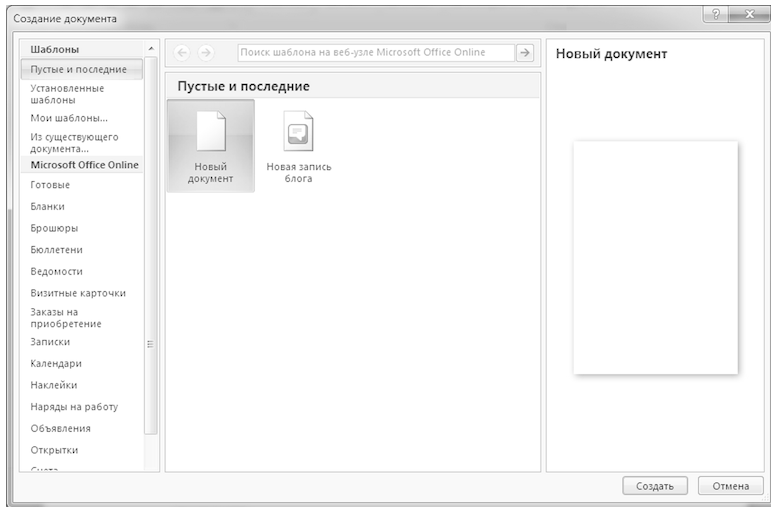 Создание документа
Шаблоны
Пустые и последние
Установленные
шаблоны
Мои шаблоны...
Из существующего
документа...
Microsoft Office Online
Готовые
Бланки
Брошюры
Бюллетени
Ведомости
Визитные карточки
Заказы на
приобретение
Записки
Календари
Наклейки
Наряды на работу
Объявления
Открытки
Поиск шаблона на веб-узле Microsoft Office Online
Пустые и последние
Новый
документ
Новая запись
блога
Новый документ
Создать
Отмена